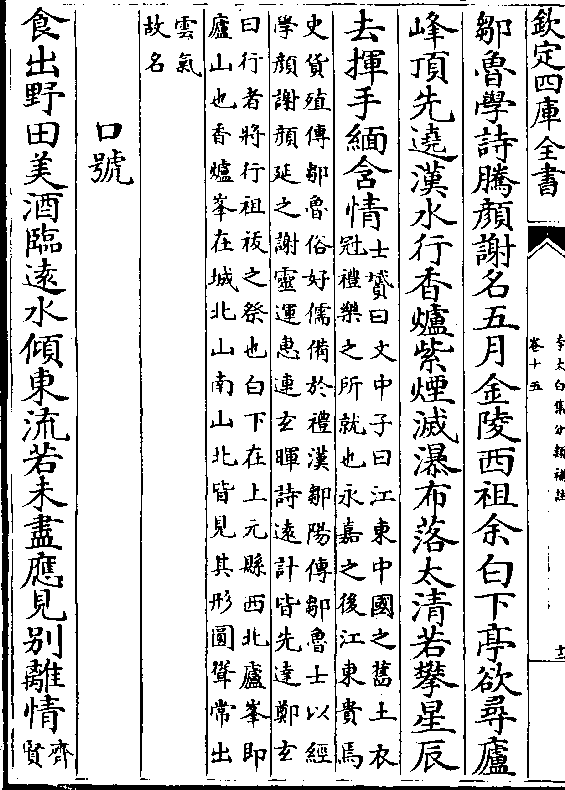 欽定四庫全書
李太白集分類補註
卷十五
鄒魯學詩騰顏謝名五月金陵西祖余白下亭欲尋廬
峰頂先遶漢水行香爐紫煙滅瀑布落太清若攀星辰
去揮手緬含情
士贇曰文中子曰江東中國之舊土衣
冠禮樂之所就也永嘉之後江東貴焉
史貨殖傳鄒魯俗好儒備於禮漢鄒陽傳鄒魯士以經
學顏謝顏延之謝靈運惠連玄暉詩遠計皆先達鄭玄
曰行者將行祖祓之祭也白下在上元縣西北廬峯即
廬山也香爐峯在城北山南山北皆見其形圓聳常出
雲氣
故名
口號
食出野田美酒臨遠水傾東流若未盡應見别離情
齊
賢